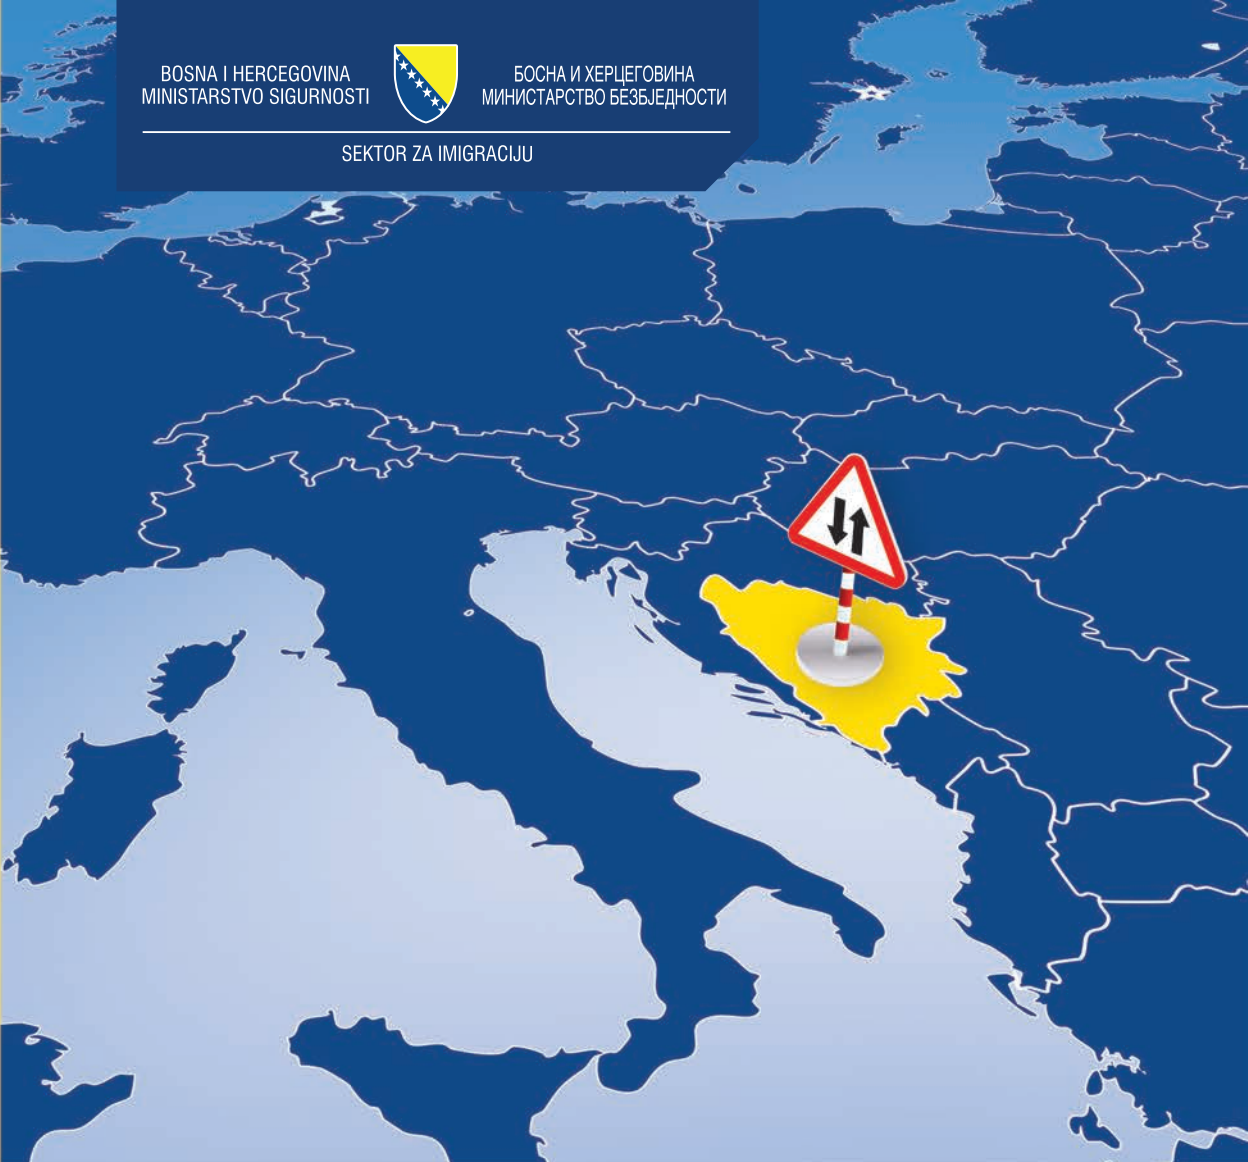 BOSNA I HERCEGOVINA
MINISTARSTVO SIGURNOSTI
БОСНА И ХЕРЦЕГОВИНА
МИНИСТАРСТВО БЕЗБЈЕДНОСТИ
SEKTOR ZA IMIGRACIJU